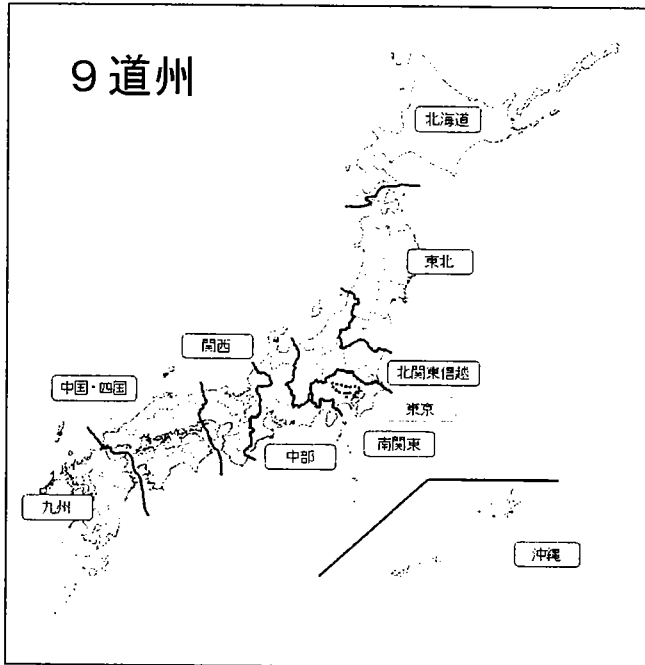 ９道州
北海道
東北
関西
北関東信越
中国・四国
東京
南関東
中部
九州
沖縄